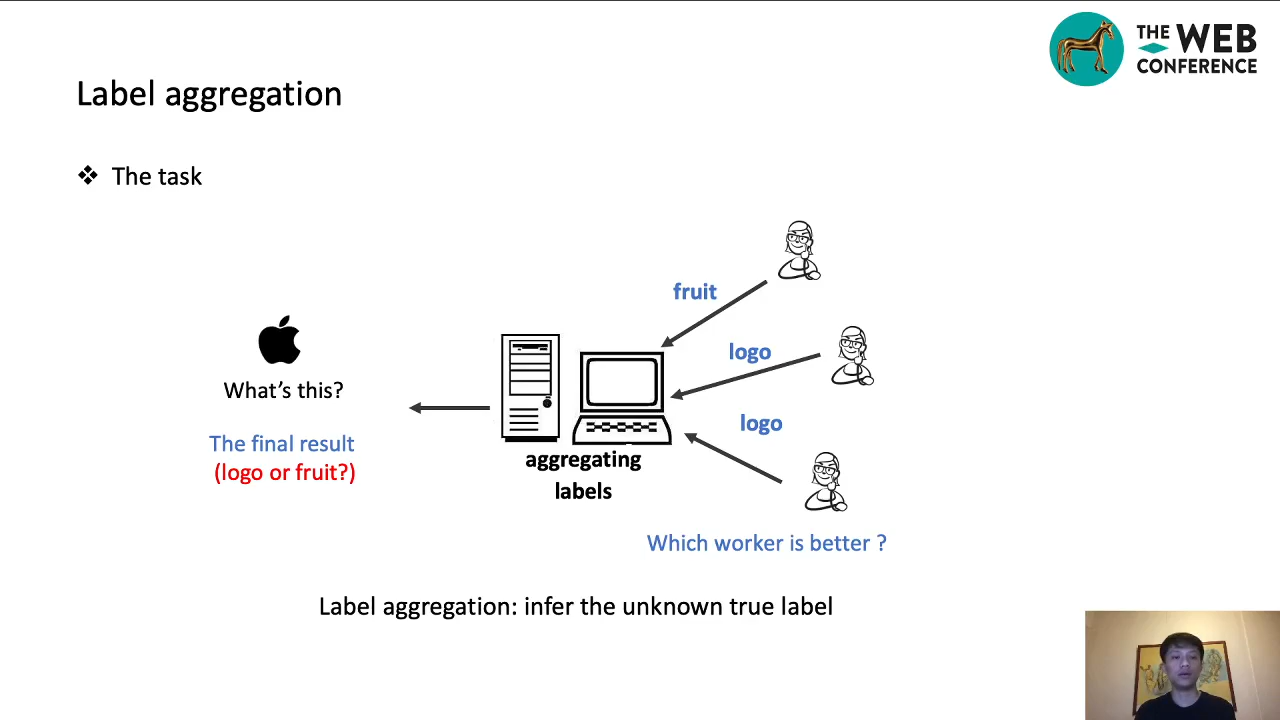 THE WEB
CONFERENCE
Label aggregation
❖ The task
fruit
logo
logo
What's this?
The final result
(logo or fruit?)
aggregating
labels
Which worker is better ?
Label aggregation: infer the unknown true label